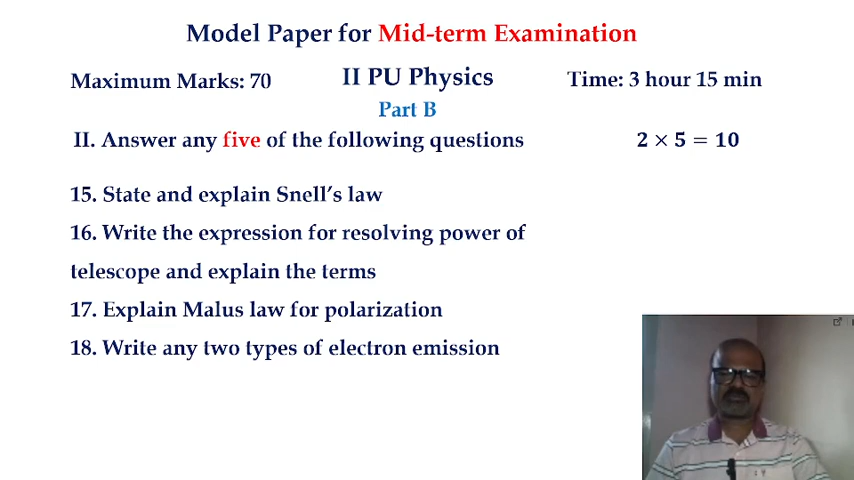 Model Paper for Mid-term Examination
Maximum Marks: 70 II PU Physics Time: 3 hour 15 min
Part B
II. Answer any five of the following questions 2 × 5 = 10
15. State and explain Snell's law
16. Write the expression for resolving power of
telescope and explain the terms
17. Explain Malus law for polarization
18. Write any two types of electron emission